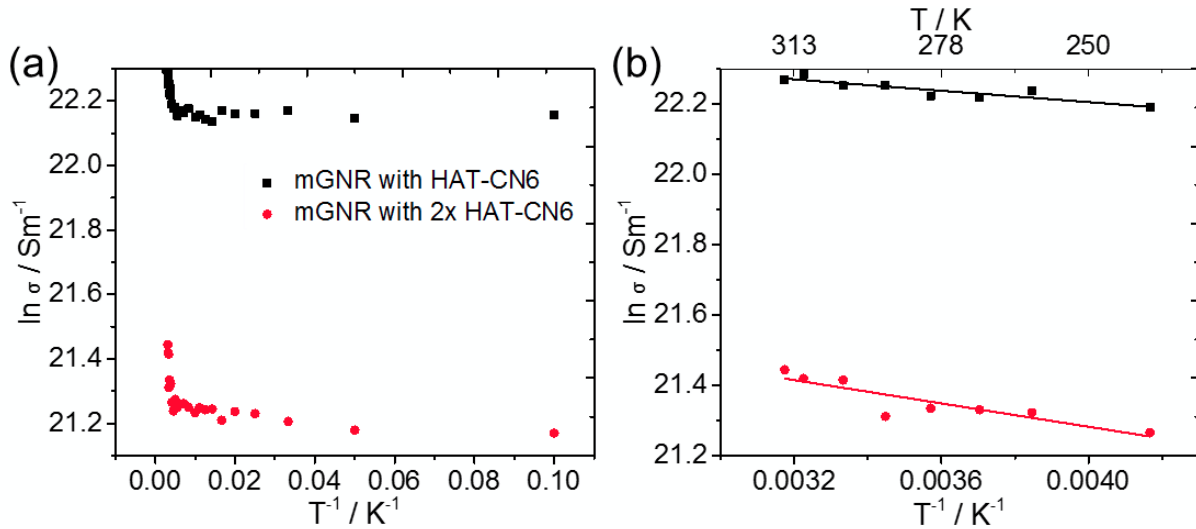 (a)
ln σ / Sm⁻¹
22.2
22.0
21.8
21.6
21.4
21.2
mGNR with HAT-CN6
mGNR with 2x HAT-CN6
0.00 0.02 0.04 0.06 0.08 0.10
T⁻¹ / K⁻¹
(b)
T / K
313 278 250
ln σ / Sm⁻¹
22.2
22.0
21.8
21.6
21.4
21.2
0.0032 0.0036 0.0040
T⁻¹ / K⁻¹